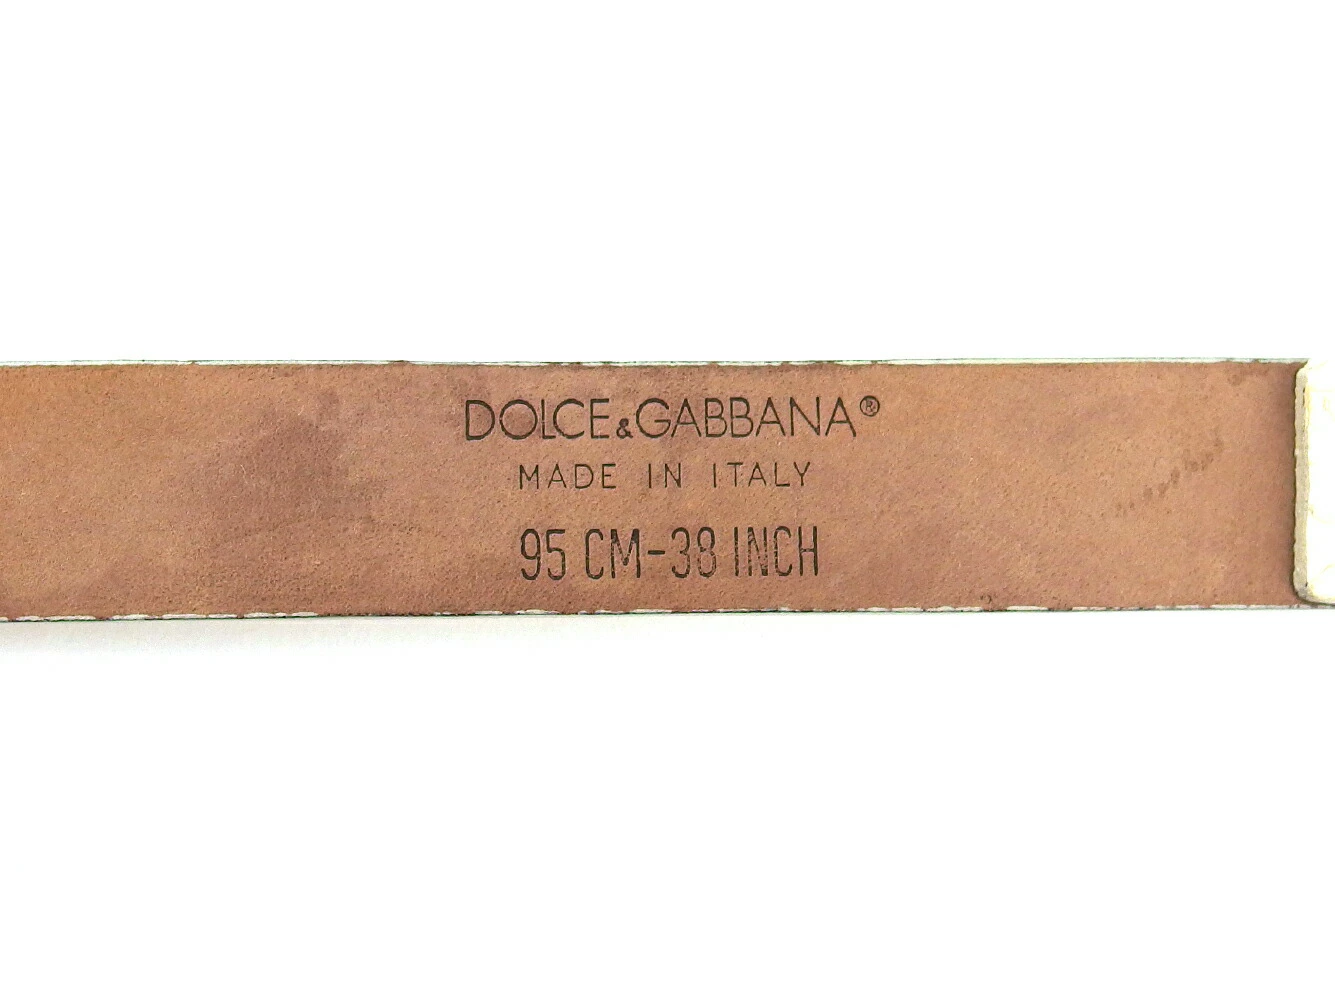 DOLCE&GABBANA®
MADE IN ITALY
95 CM-38 INCH